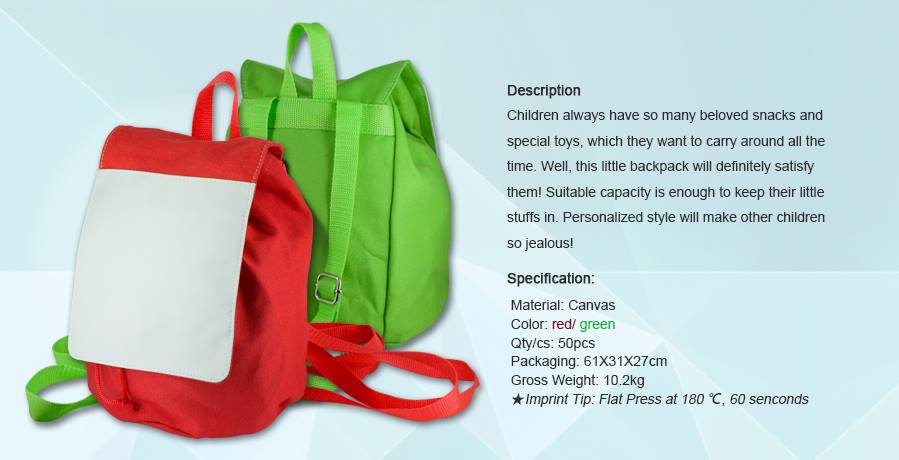 Description
Children always have so many beloved snacks and
special toys, which they want to carry around all the
time. Well, this little backpack will definitely satisfy
them! Suitable capacity is enough to keep their little
stuffs in. Personalized style will make other children
so jealous!
Specification:
Material: Canvas
Color: red/ green
Qty/cs: 50pcs
Packaging: 61X31X27cm
Gross Weight: 10.2kg
★Imprint Tip: Flat Press at 180 ℃, 60 senconds